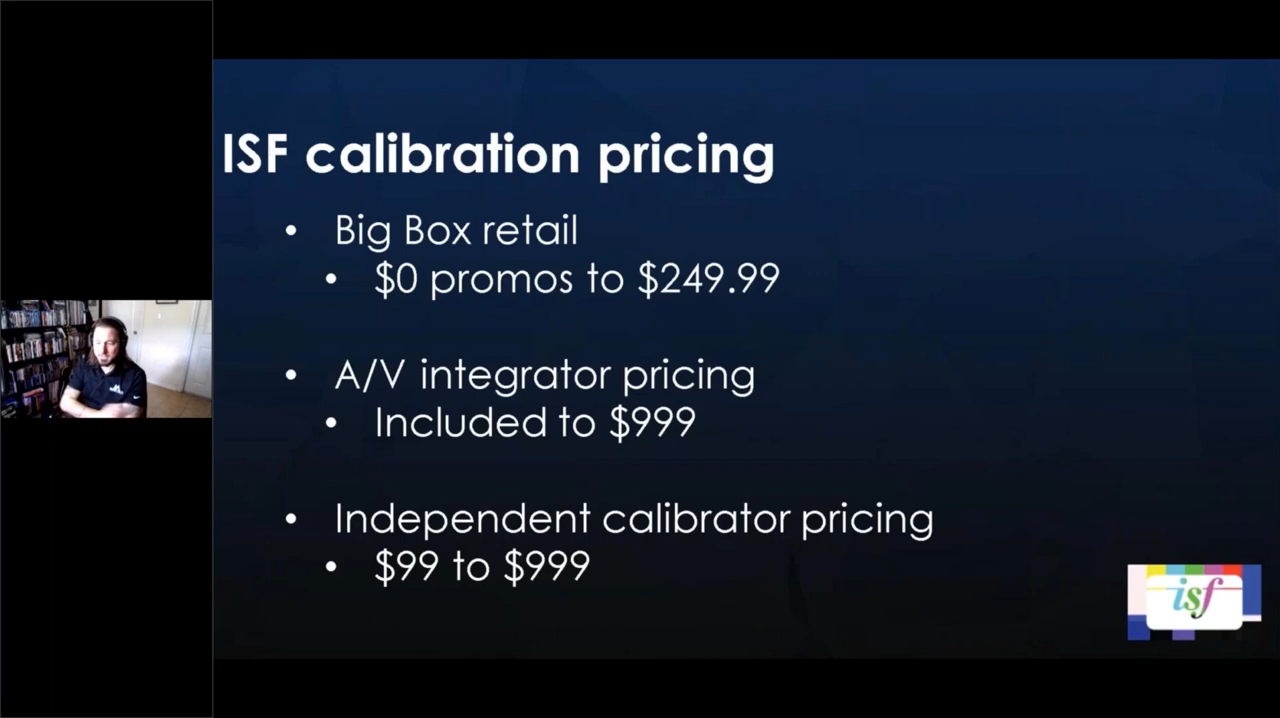 ISF calibration pricing
• Big Box retail
• $0 promos to $249.99
• A/V integrator pricing
• Included to $999
• Independent calibrator pricing
• $99 to $999
isf